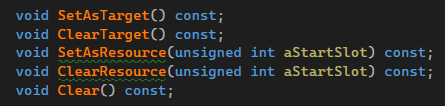 void SetAsTarget() const;
void ClearTarget() const;
void SetAsResource(unsigned int aStartSlot) const;
void ClearResource(unsigned int aStartSlot) const;
void Clear() const;